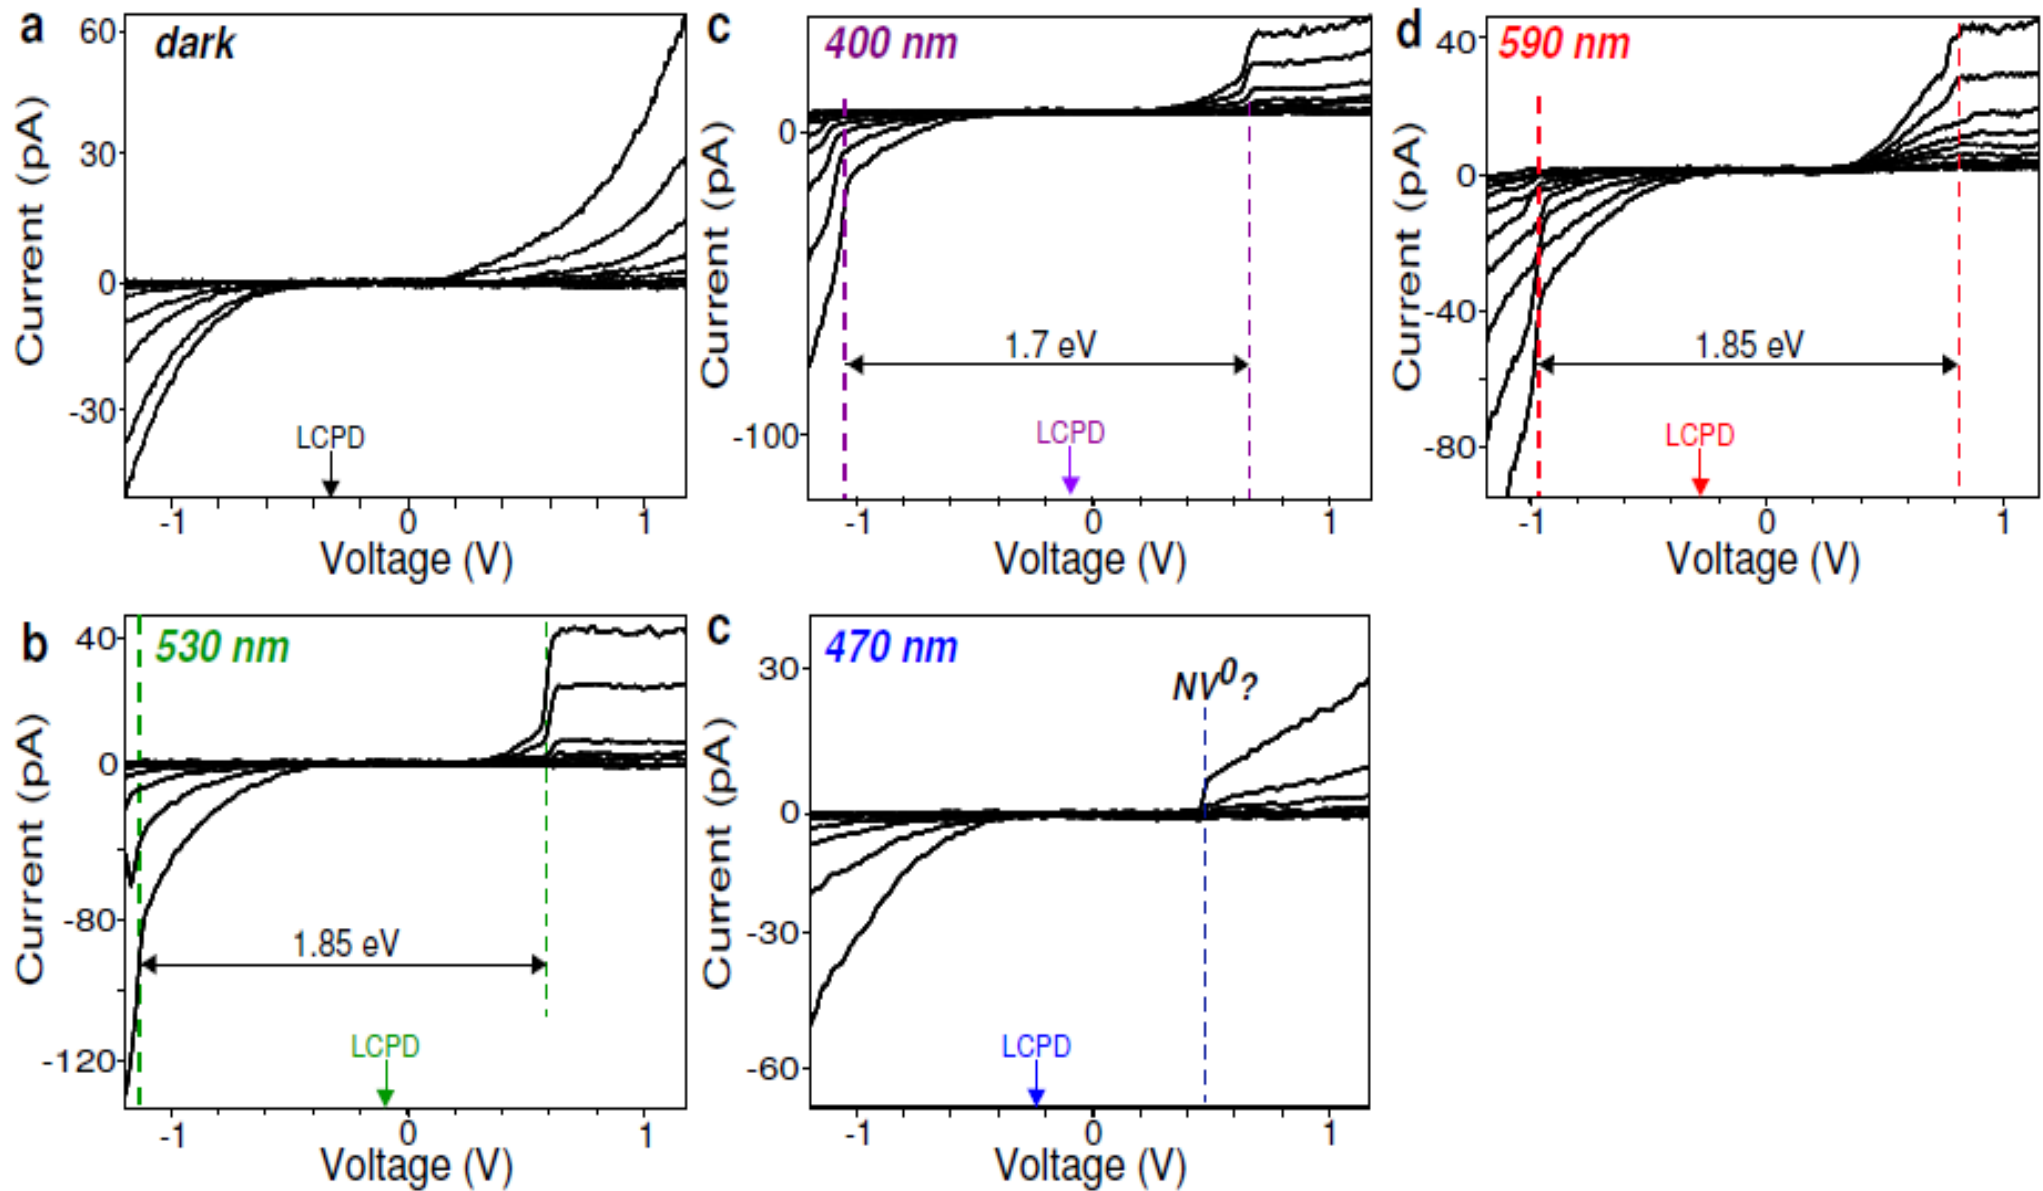 a
dark
60
30
0
-30
Current (pA)
LCPD
-1 0 1
Voltage (V)
c
400 nm
0
-100
Current (pA)
1.7 eV
LCPD
-1 0 1
Voltage (V)
d
590 nm
40
0
-40
-80
Current (pA)
1.85 eV
LCPD
-1 0 1
Voltage (V)
b
530 nm
40
0
-80
-120
Current (pA)
1.85 eV
LCPD
-1 0 1
Voltage (V)
c
470 nm
30
0
-30
-60
Current (pA)
NV⁰?
LCPD
-1 0 1
Voltage (V)